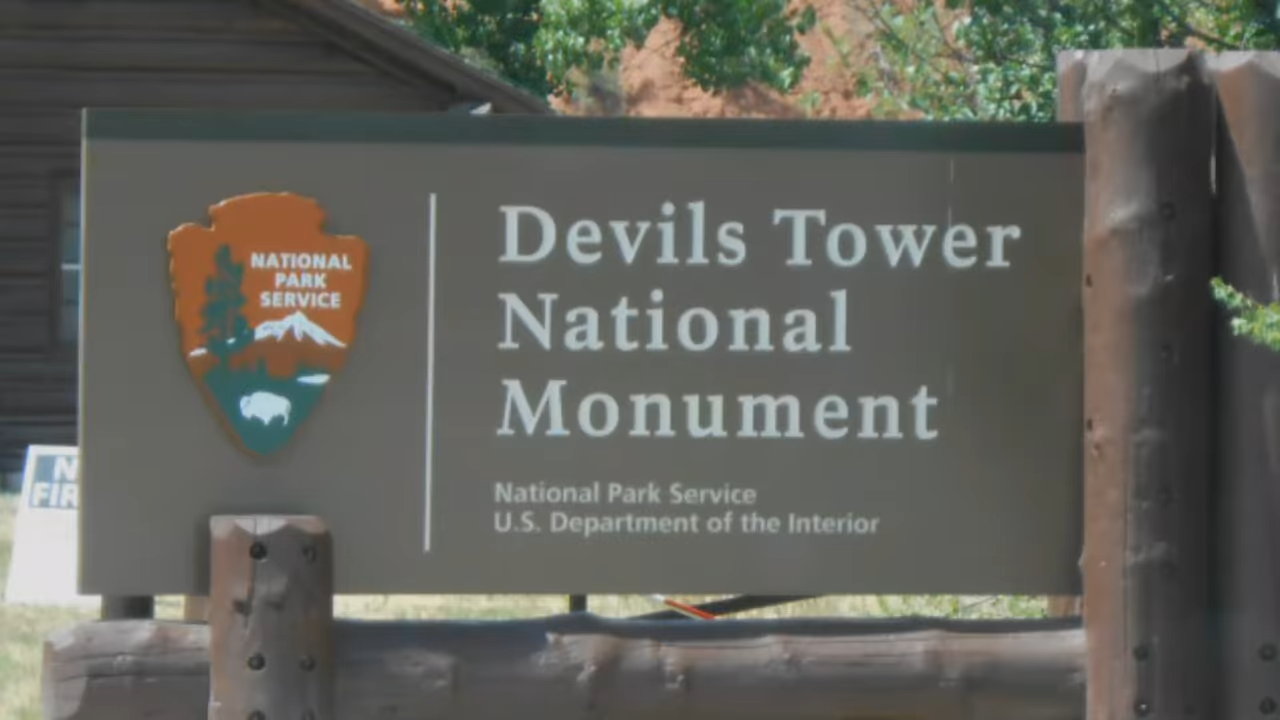 NATIONAL
PARK
SERVICE
Devils Tower
National
Monument
National Park Service
U.S. Department of the Interior